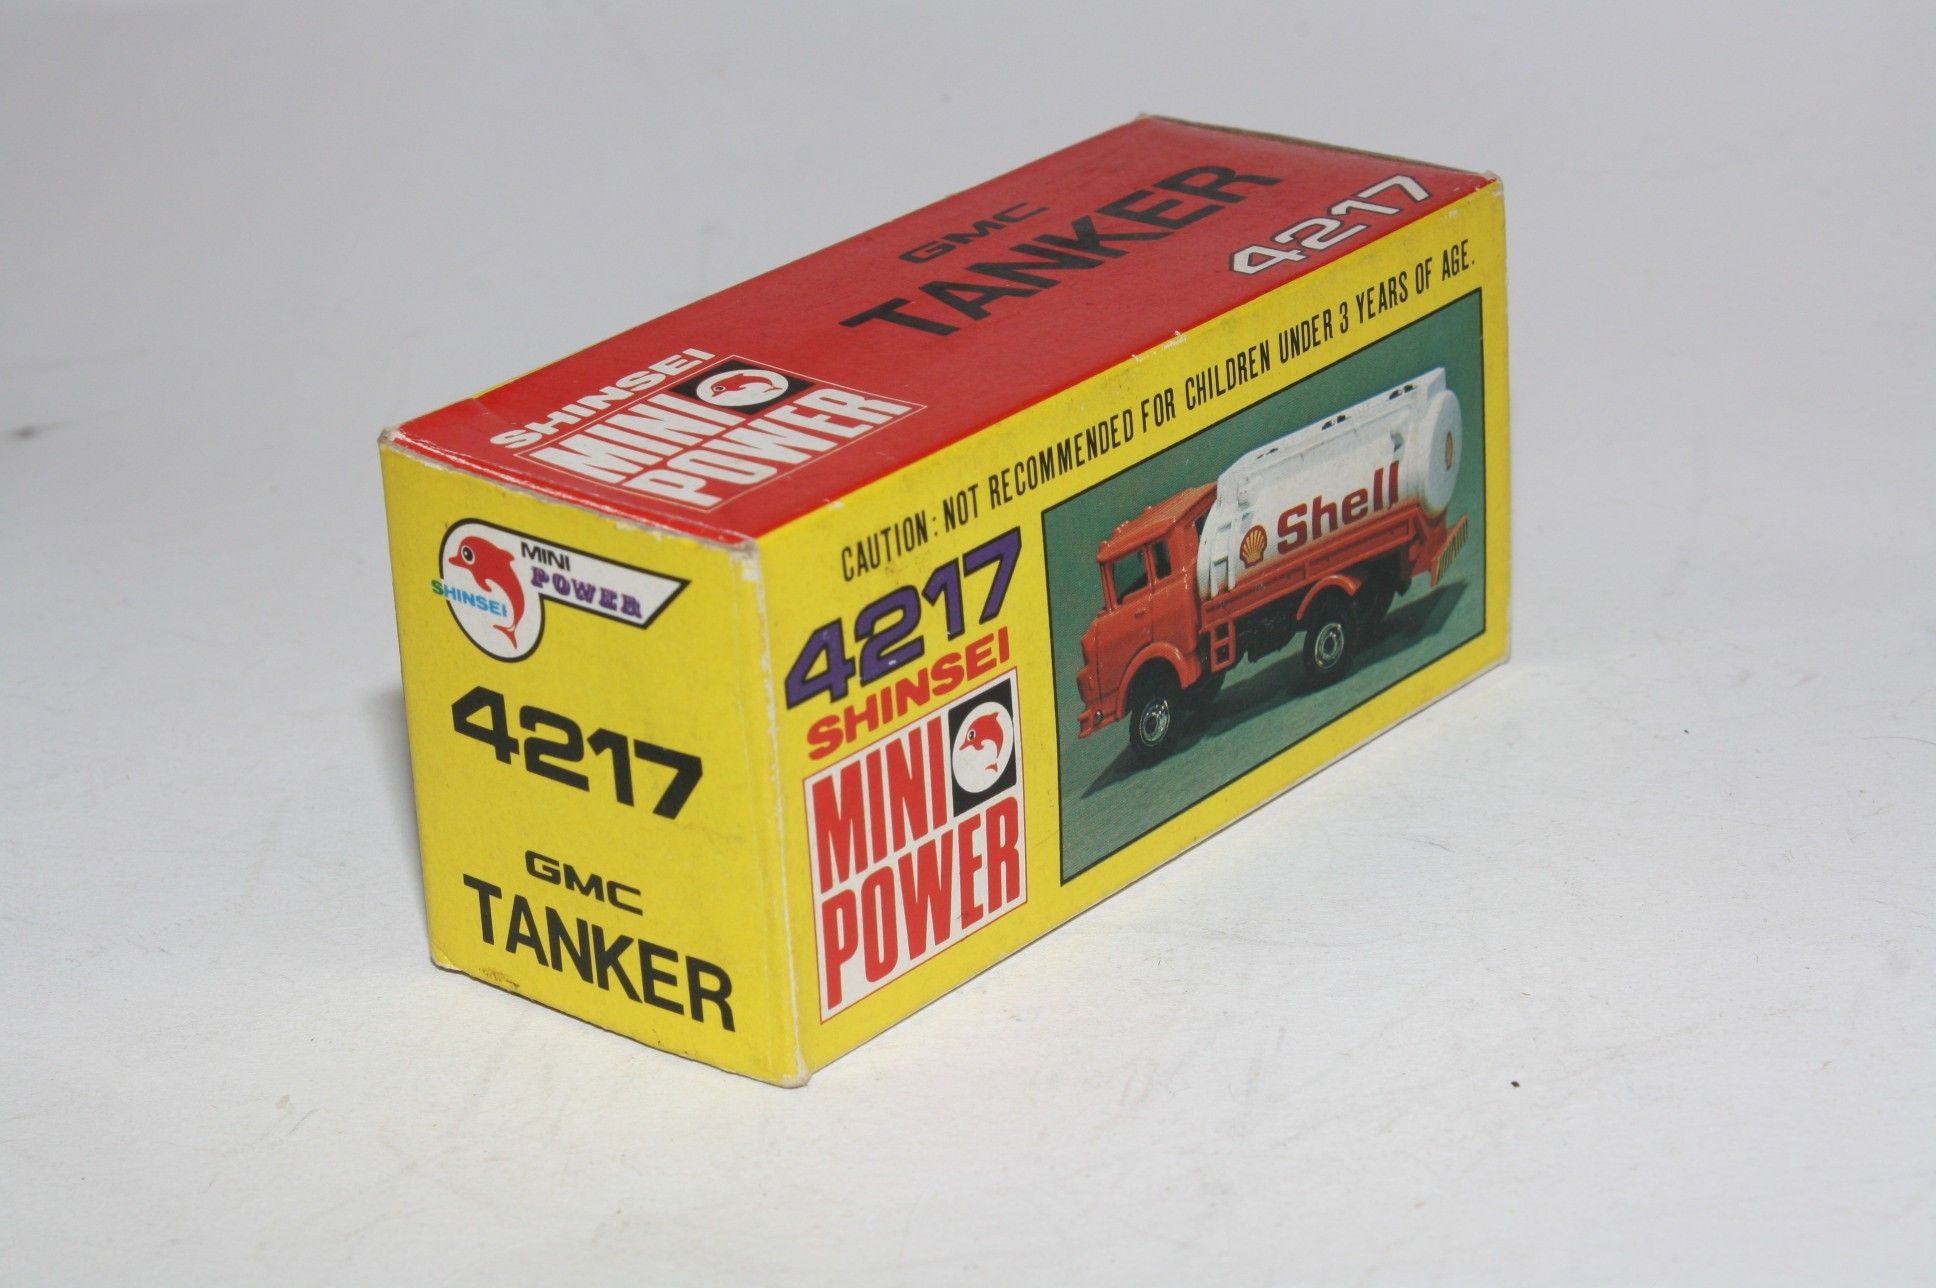 GMC
TANKER
4217
SHINSEI
MINI
POWER
MINI
POWER
SHINSEI
4217
GMC
TANKER
CAUTION: NOT RECOMMENDED FOR CHILDREN UNDER 3 YEARS OF AGE.
4217
SHINSEI
MINI
POWER
Shell